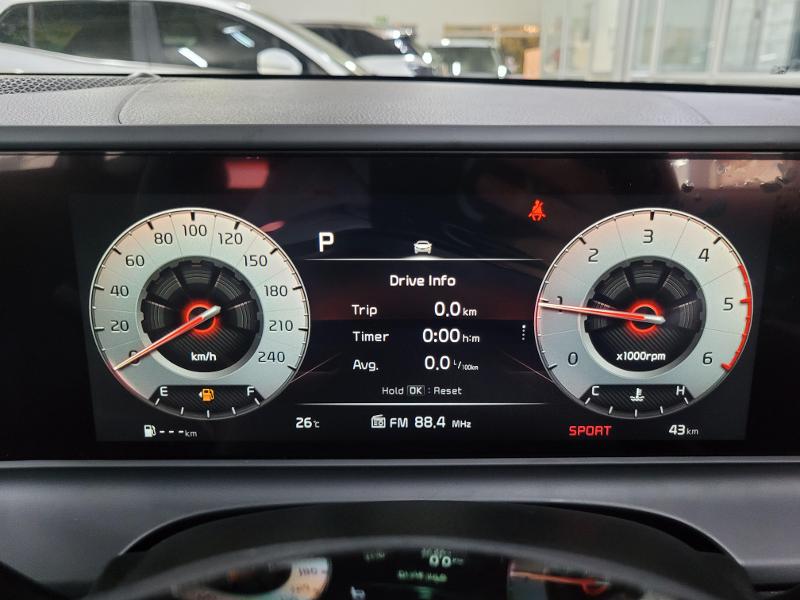 P
Drive Info
Trip 0.0 km
Timer 0:00 h:m
Avg. 0.0 L/100km
Hold OK : Reset
0 20 40 60 80 100 120 150 180 210 240
km/h
E F
0 1 2 3 4 5 6
x1000rpm
C H
---km
26°c
FM 88.4 MHz
SPORT
43 km